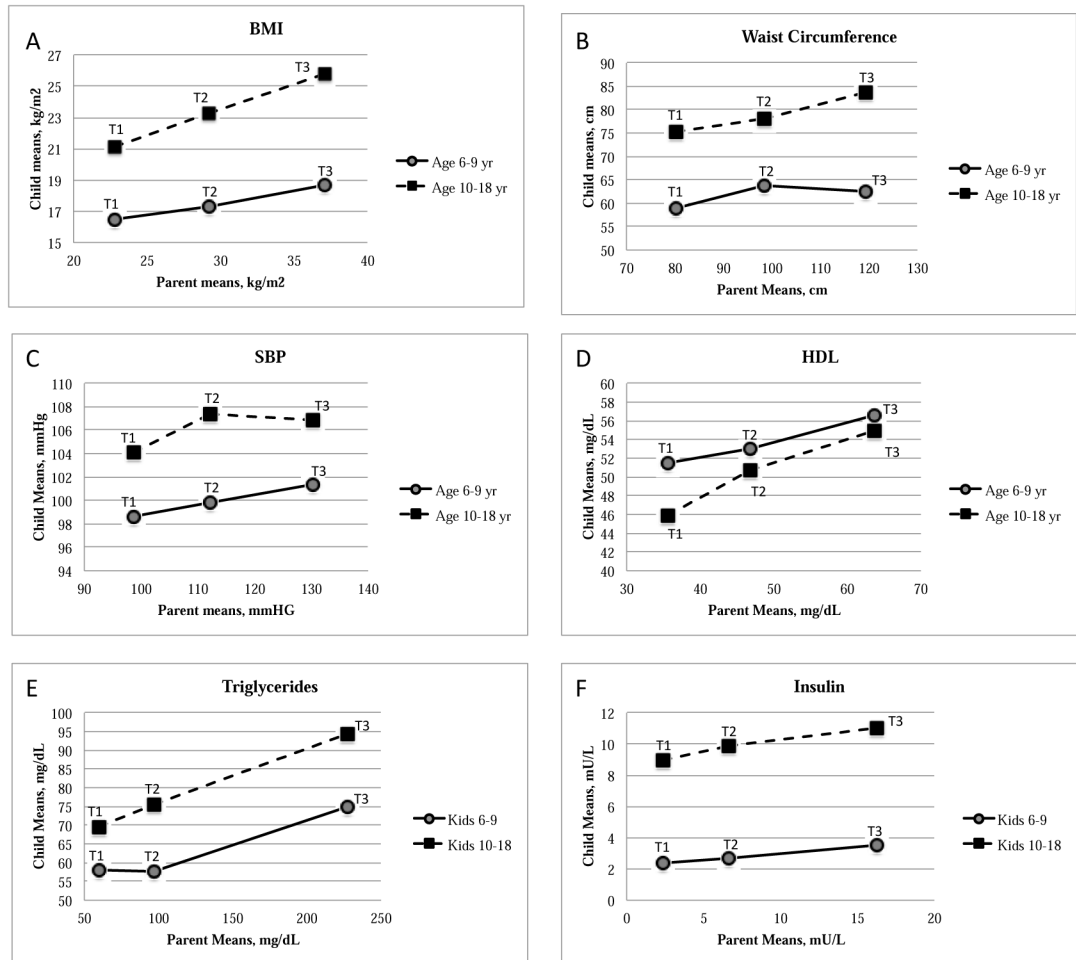 A
BMI
27
25
23
21
19
17
15
20
25
30
35
40
Child means, kg/m2
Parent means, kg/m2
T1
T2
T3
T1
T2
T3
Age 6-9 yr
Age 10-18 yr
B
Waist Circumference
90
85
80
75
70
65
60
55
50
70
80
90
100
110
120
130
Child means, cm
Parent Means, cm
T1
T2
T3
T1
T2
T3
Age 6-9 yr
Age 10-18 yr
C
SBP
110
108
106
104
102
100
98
96
94
90
100
110
120
130
140
Child Means, mmHg
Parent means, mmHG
T1
T2
T3
T1
T2
T3
Age 6-9 yr
Age 10-18 yr
D
HDL
60
58
56
54
52
50
48
46
44
42
40
30
40
50
60
70
Child Means, mg/dL
Parent Means, mg/dL
T1
T2
T3
T1
T2
T3
Age 6-9 yr
Age 10-18 yr
E
Triglycerides
100
95
90
85
80
75
70
65
60
55
50
50
100
150
200
250
Child Means, mg/dL
Parent Means, mg/dL
T1
T2
T3
T1
T2
T3
Kids 6-9
Kids 10-18
F
Insulin
12
10
8
6
4
2
0
0
5
10
15
20
Child Means, mU/L
Parent Means, mU/L
T1
T2
T3
T1
T2
T3
Kids 6-9
Kids 10-18